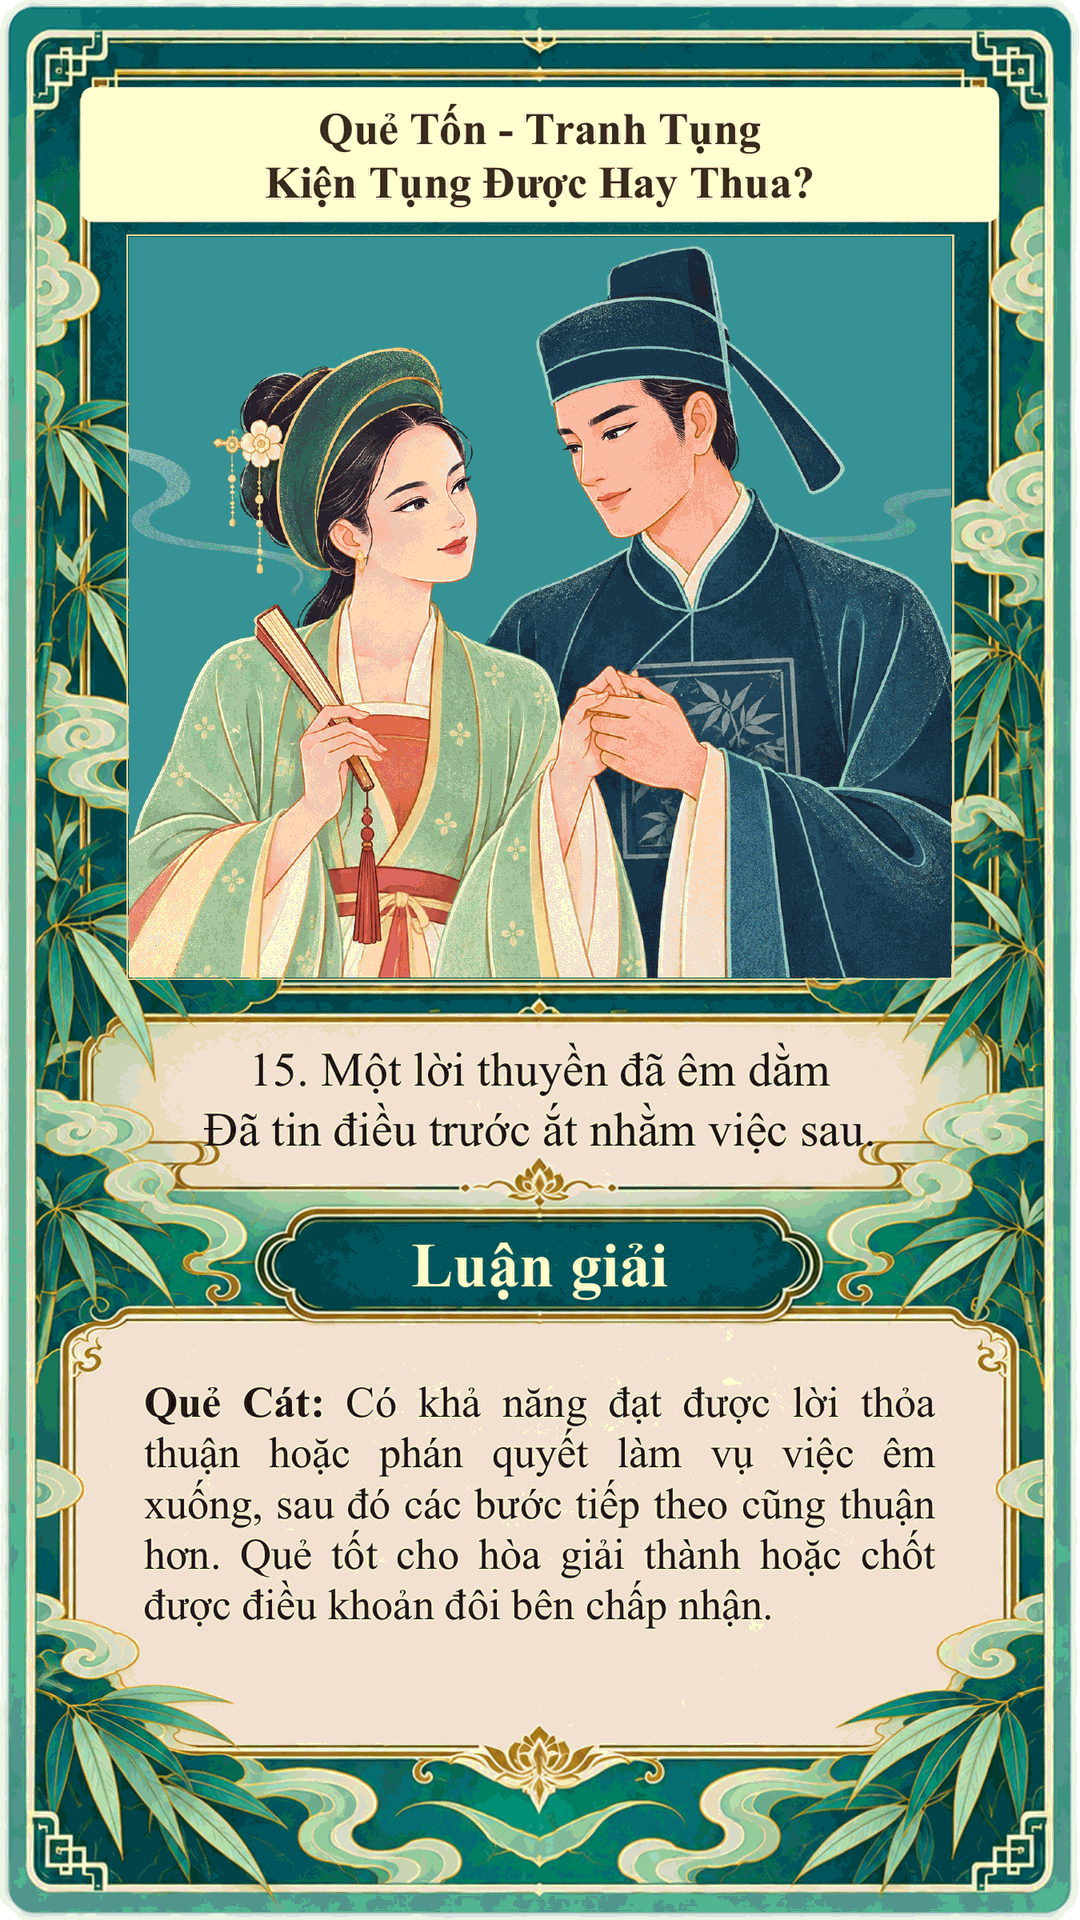 Quẻ Tốn - Tranh Tụng
Kiện Tụng Được Hay Thua?
15. Một lời thuyền đã êm dằm
Đã tin điều trước ắt nhằm việc sau.
Luận giải
Quẻ Cát: Có khả năng đạt được lời thỏa
thuận hoặc phán quyết làm vụ việc êm
xuống, sau đó các bước tiếp theo cũng thuận
hơn. Quẻ tốt cho hòa giải thành hoặc chốt
được điều khoản đôi bên chấp nhận.